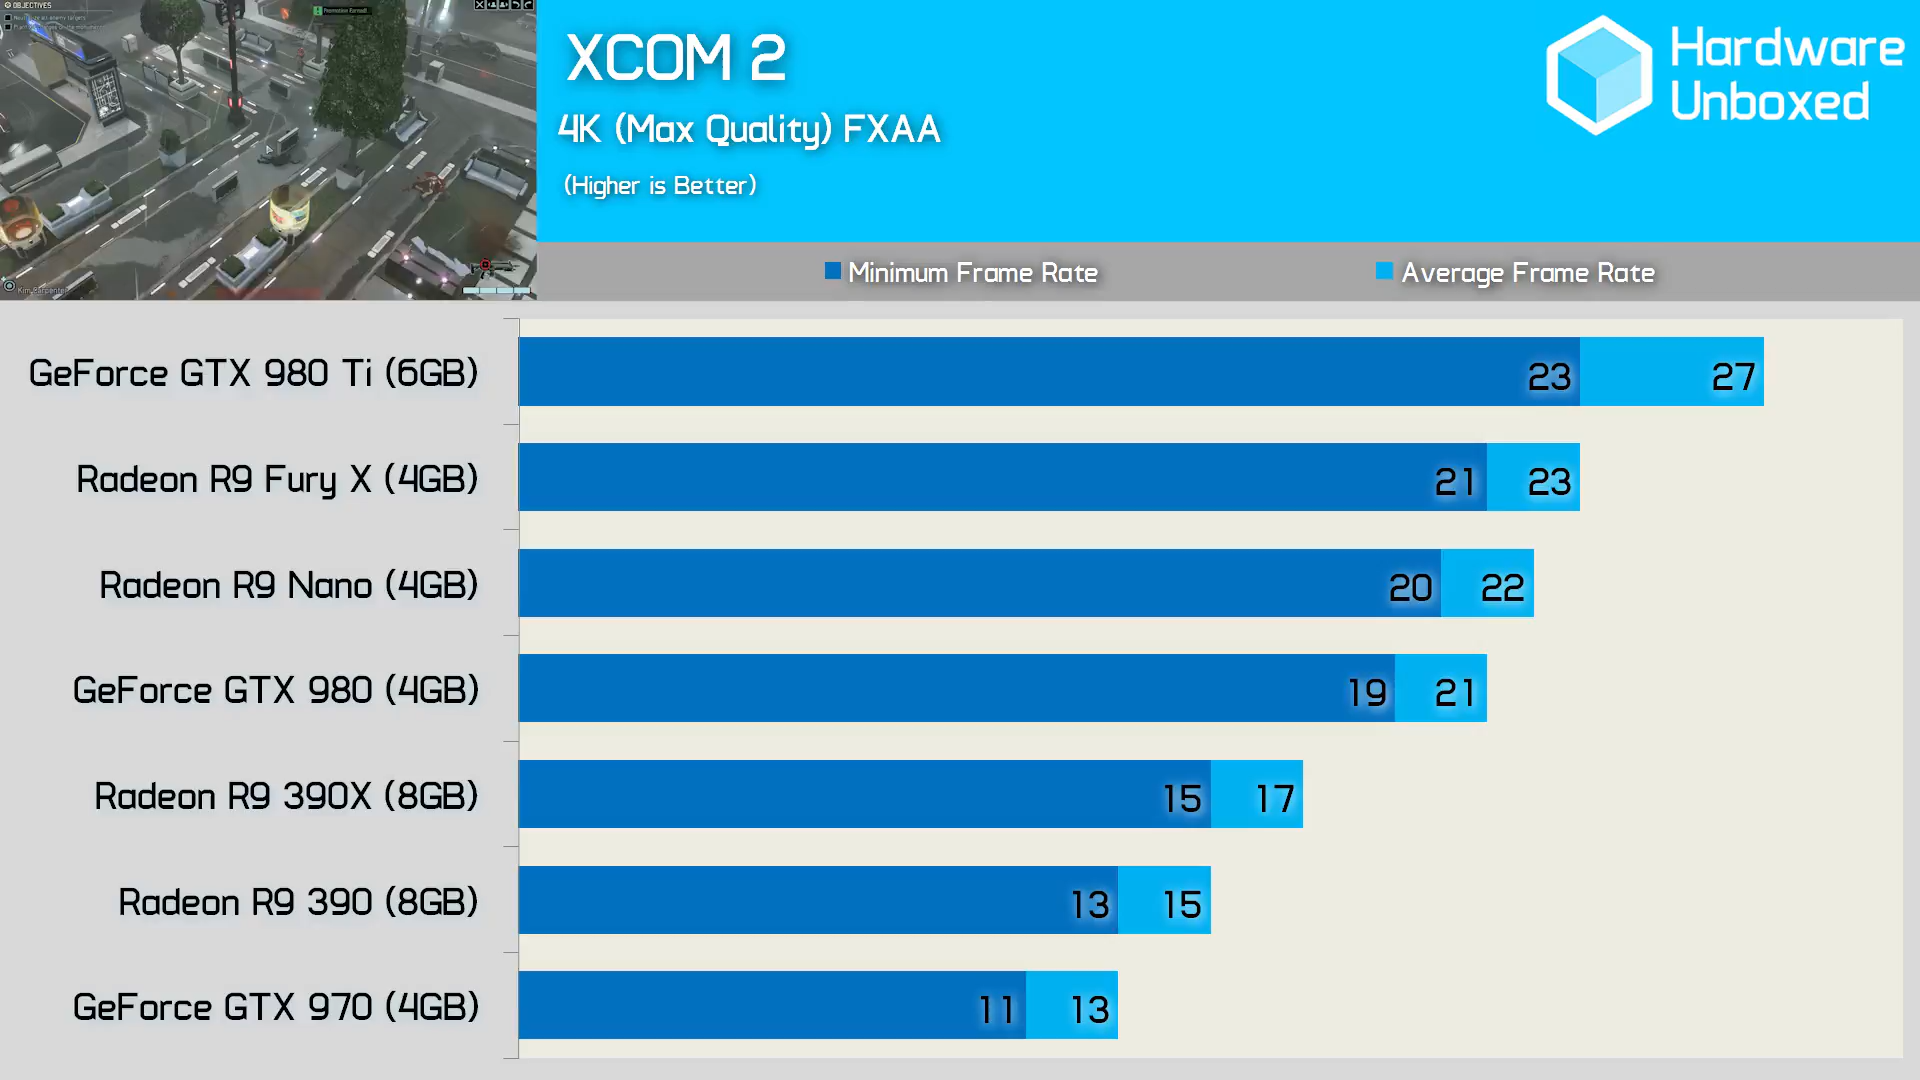 OBJECTIVES
XCOM 2
4K (Max Quality) FXAA
(Higher is Better)
Hardware
Unboxed
Minimum Frame Rate
Average Frame Rate
GeForce GTX 980 Ti (6GB)
23
27
Radeon R9 Fury X (4GB)
21
23
Radeon R9 Nano (4GB)
20
22
GeForce GTX 980 (4GB)
19
21
Radeon R9 390X (8GB)
15
17
Radeon R9 390 (8GB)
13
15
GeForce GTX 970 (4GB)
11
13